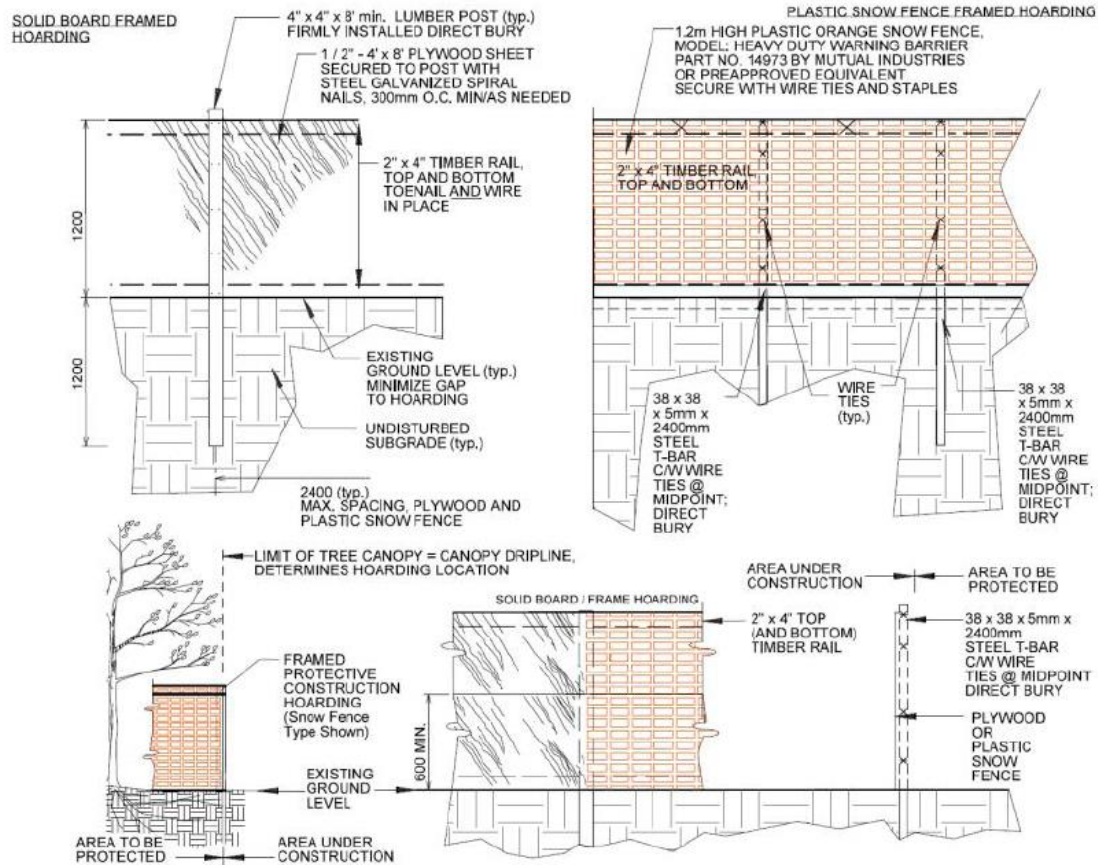 SOLID BOARD FRAMED
HOARDING
4" x 4" x 8' min. LUMBER POST (typ.)
FIRMLY INSTALLED DIRECT BURY
1 / 2" - 4' x 8' PLYWOOD SHEET
SECURED TO POST WITH
STEEL GALVANIZED SPIRAL
NAILS, 300mm O.C. MIN/AS NEEDED
2" x 4" TIMBER RAIL,
TOP AND BOTTOM
TOENAIL AND WIRE
IN PLACE
1200
1200
EXISTING
GROUND LEVEL (typ.)
MINIMIZE GAP
TO HOARDING
UNDISTURBED
SUBGRADE (typ.)
2400 (typ.)
MAX. SPACING, PLYWOOD AND
PLASTIC SNOW FENCE
PLASTIC SNOW FENCE FRAMED HOARDING
1.2m HIGH PLASTIC ORANGE SNOW FENCE,
MODEL: HEAVY DUTY WARNING BARRIER
PART NO. 14973 BY MUTUAL INDUSTRIES
OR PREAPPROVED EQUIVALENT
SECURE WITH WIRE TIES AND STAPLES
2" x 4" TIMBER RAIL,
TOP AND BOTTOM
38 x 38
x 5mm x
2400mm
STEEL
T-BAR
C/W WIRE
TIES @
MIDPOINT;
DIRECT
BURY
WIRE
TIES
(typ.)
38 x 38
x 5mm x
2400mm
STEEL
T-BAR
C/W WIRE
TIES @
MIDPOINT;
DIRECT
BURY
LIMIT OF TREE CANOPY = CANOPY DRIPLINE,
DETERMINES HOARDING LOCATION
FRAMED
PROTECTIVE
CONSTRUCTION
HOARDING
(Snow Fence
Type Shown)
EXISTING
GROUND
LEVEL
AREA TO BE
PROTECTED
AREA UNDER
CONSTRUCTION
SOLID BOARD / FRAME HOARDING
2" x 4" TOP
(AND BOTTOM)
TIMBER RAIL
600 MIN.
AREA UNDER
CONSTRUCTION
AREA TO BE
PROTECTED
38 x 38 x 5mm x
2400mm
STEEL T-BAR
C/W WIRE
TIES @ MIDPOINT
DIRECT BURY
PLYWOOD
OR
PLASTIC
SNOW
FENCE